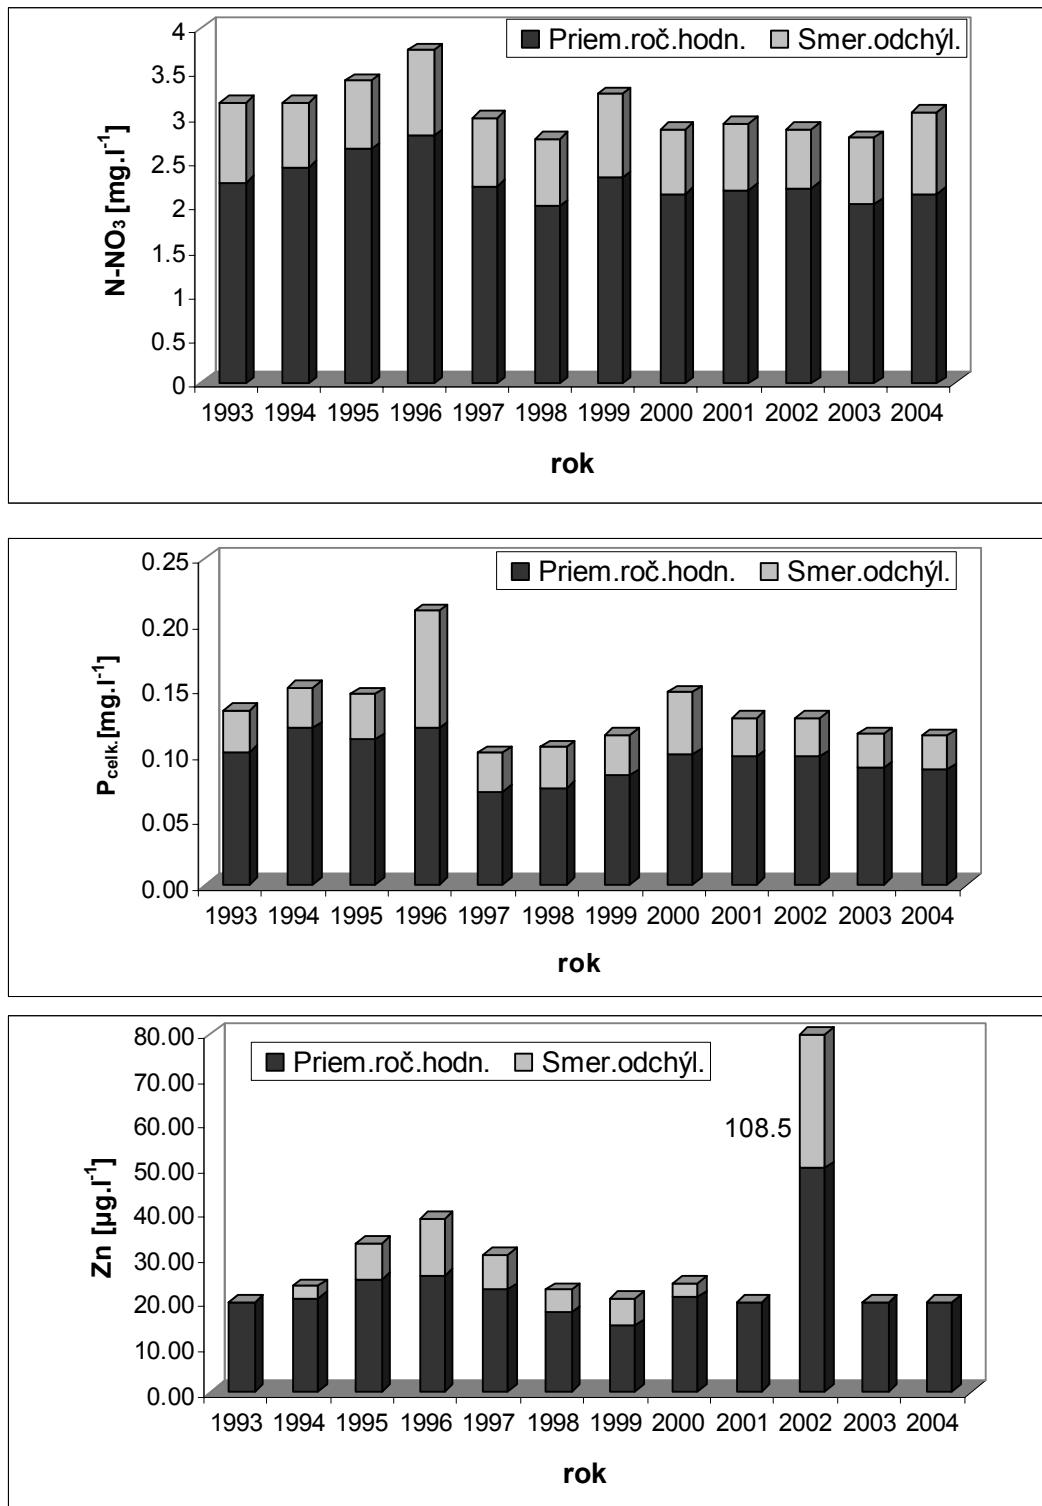 Priem.roč.hodn. Smer.odchýl.
N-NO₃ [mg.l⁻¹]
4
3.5
3
2.5
2
1.5
1
0.5
0
1993 1994 1995 1996 1997 1998 1999 2000 2001 2002 2003 2004
rok
Priem.roč.hodn. Smer.odchýl.
P celk.[mg.l⁻¹]
0.25
0.20
0.15
0.10
0.05
0.00
1993 1994 1995 1996 1997 1998 1999 2000 2001 2002 2003 2004
rok
Priem.roč.hodn. Smer.odchýl.
Zn [µg.l⁻¹]
80.00
70.00
60.00
50.00
40.00
30.00
20.00
10.00
0.00
108.5
1993 1994 1995 1996 1997 1998 1999 2000 2001 2002 2003 2004
rok